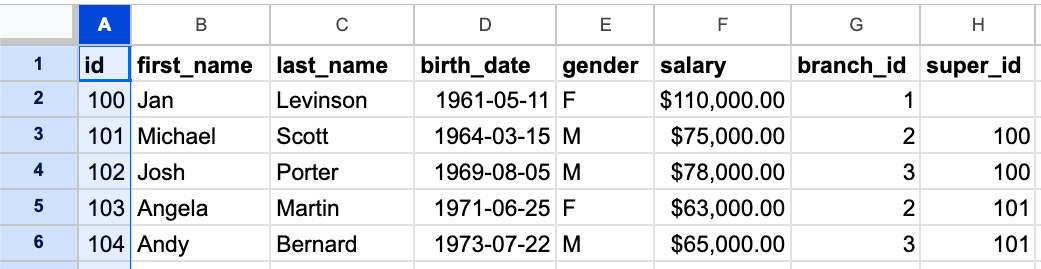 A B C D E F G H
1 id first_name last_name birth_date gender salary branch_id super_id
2 100 Jan Levinson 1961-05-11 F $110,000.00 1
3 101 Michael Scott 1964-03-15 M $75,000.00 2 100
4 102 Josh Porter 1969-08-05 M $78,000.00 3 100
5 103 Angela Martin 1971-06-25 F $63,000.00 2 101
6 104 Andy Bernard 1973-07-22 M $65,000.00 3 101